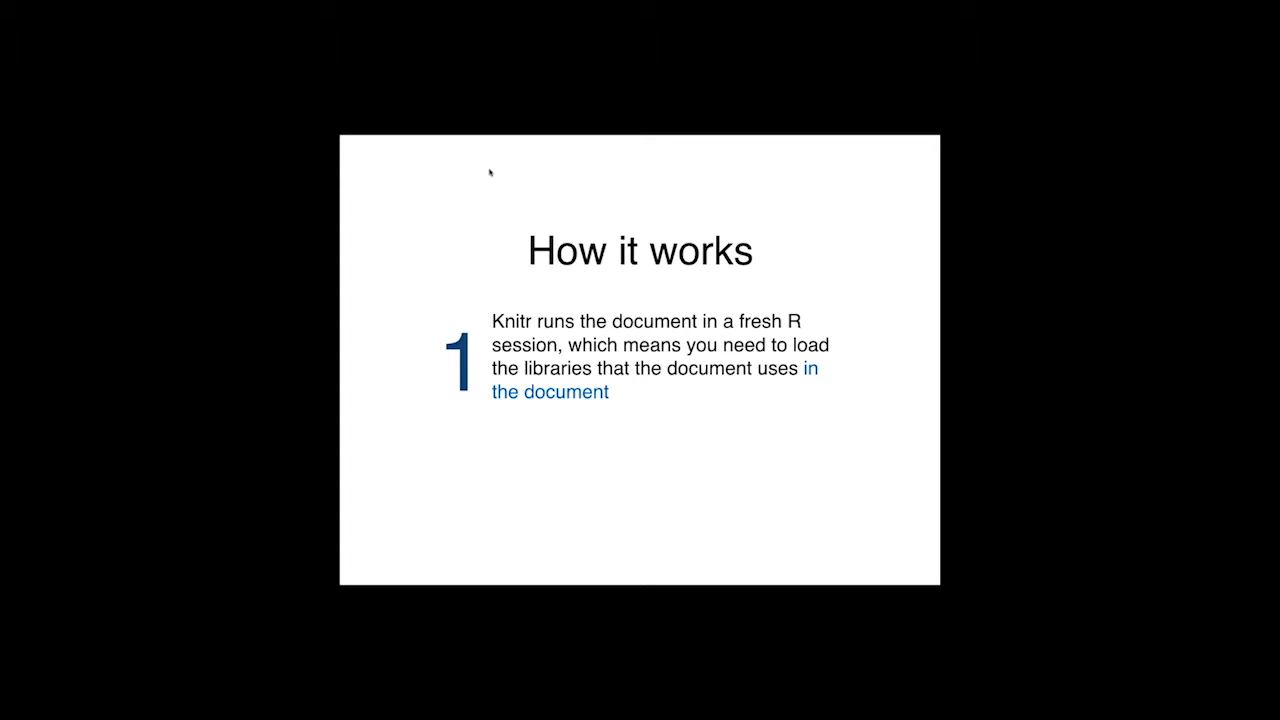 How it works
1
Knitr runs the document in a fresh R
session, which means you need to load
the libraries that the document uses in
the document